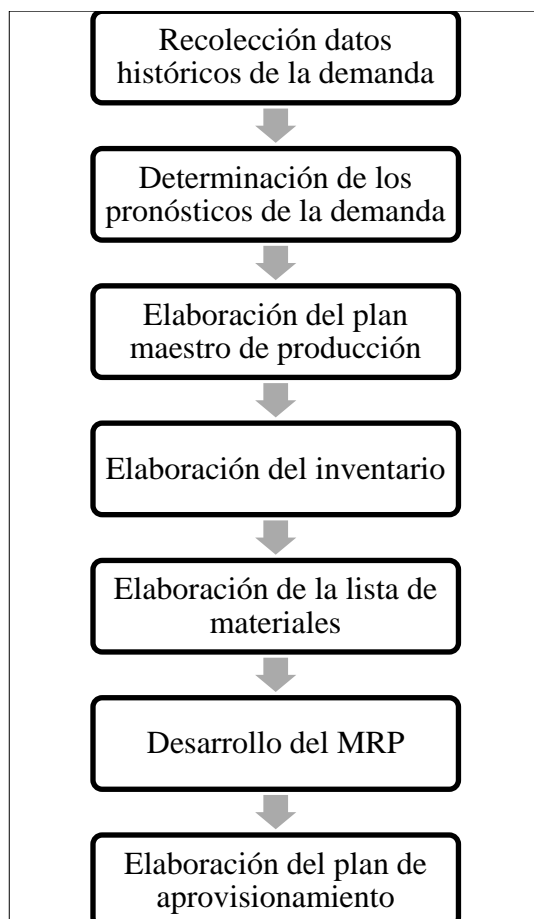 Recolección datos
históricos de la demanda
Determinación de los
pronósticos de la demanda
Elaboración del plan
maestro de producción
Elaboración del inventario
Elaboración de la lista de
materiales
Desarrollo del MRP
Elaboración del plan de
aprovisionamiento